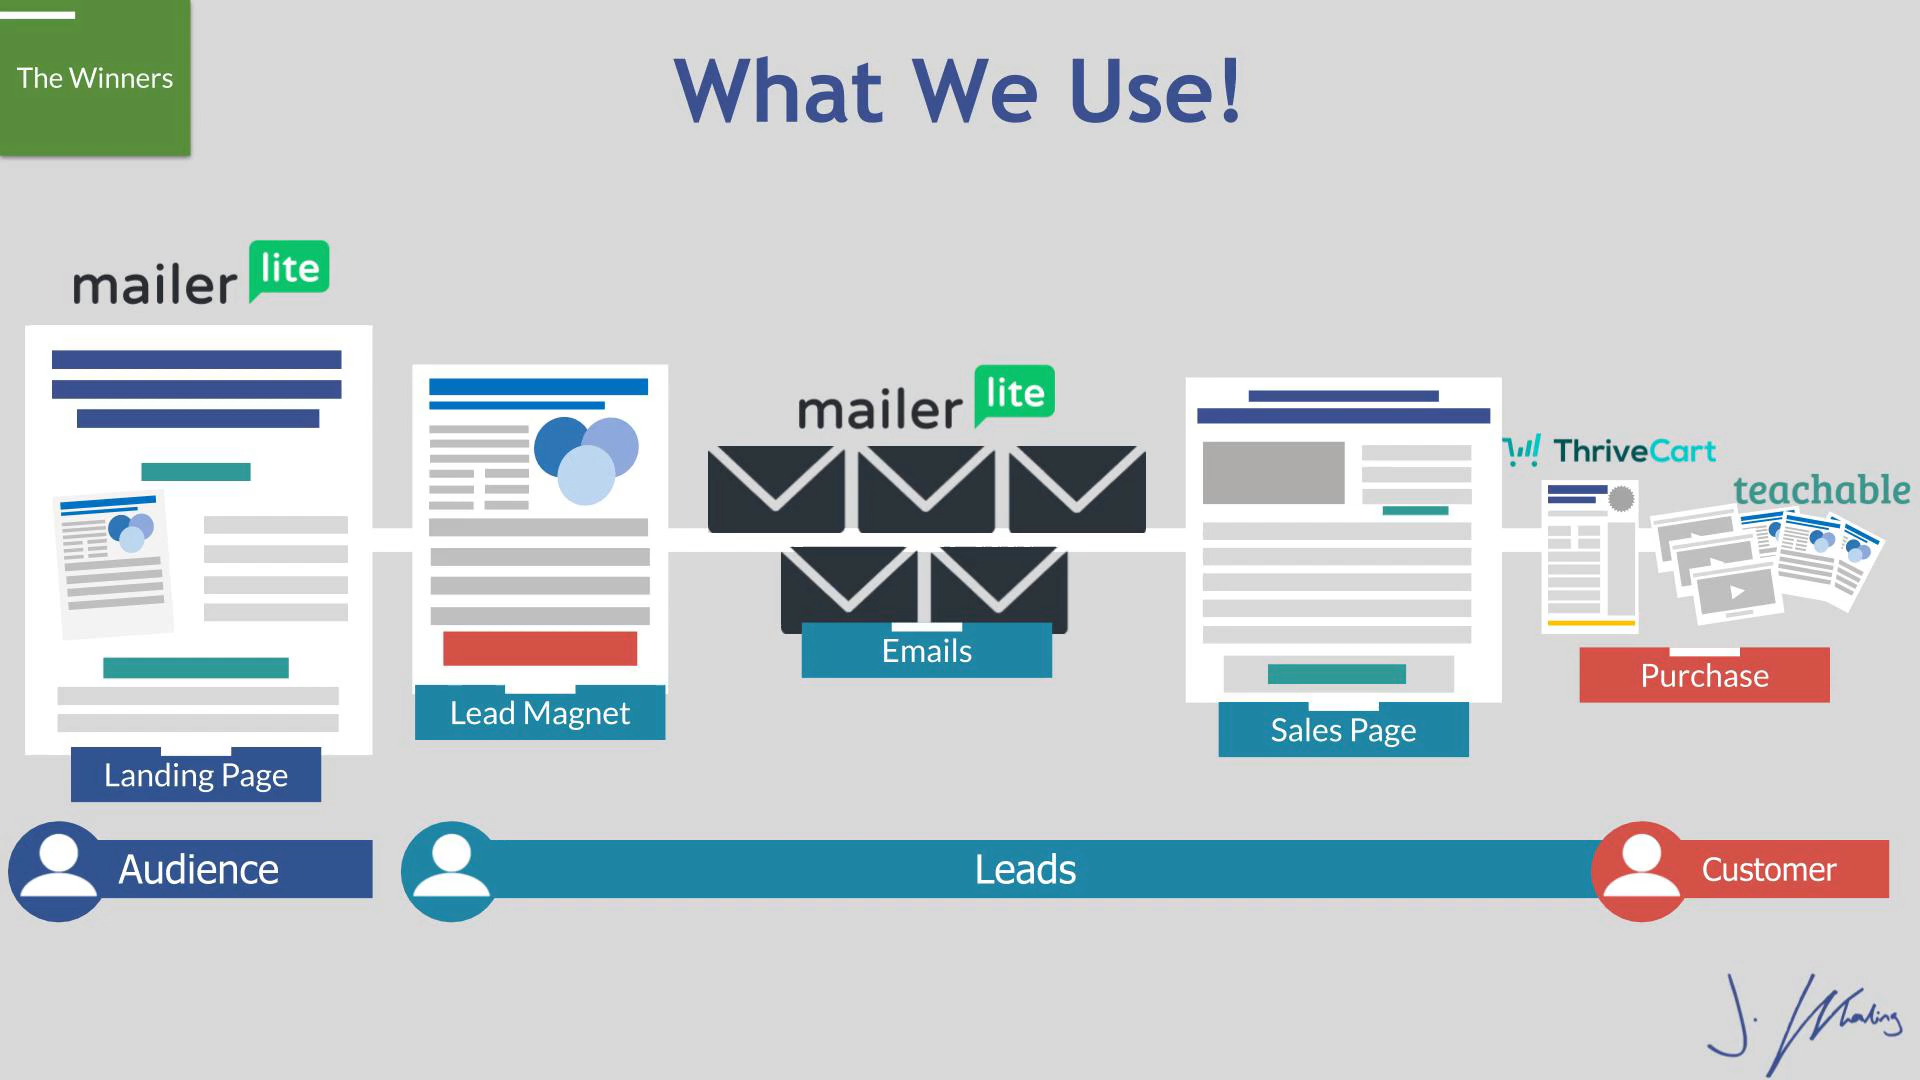 The Winners
What We Use!
mailer lite
mailer lite
ThriveCart
teachable
Emails
Purchase
Lead Magnet
Sales Page
Landing Page
Audience
Leads
Customer